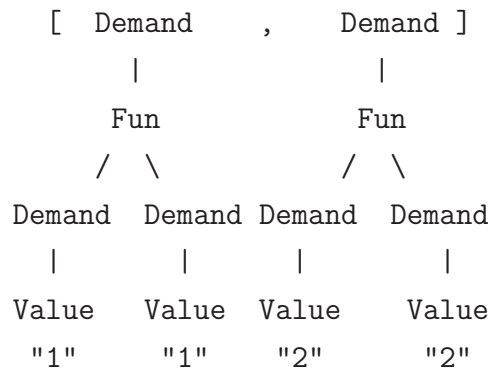 [ Demand , Demand ]
| |
Fun Fun
/ \ / \
Demand Demand Demand Demand
| | | |
Value Value Value Value
"1" "1" "2" "2"